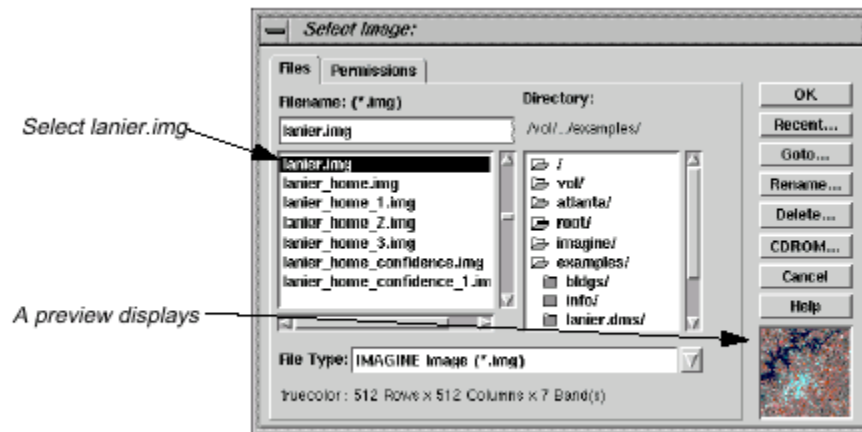 Select Image:
Files
Permissions
Filename: (*.img)
Directory:
lanier.img
/vol/../examples/
lanier.img
lanier_home.img
lanier_home_1.img
lanier_home_2.img
lanier_home_3.img
lanier_home_confidence.img
lanier_home_confidence_1.im
/
vol/
atlanta/
root/
imagine/
examples/
bldgs/
info/
lanier.dms/
OK
Recent...
Goto...
Rename...
Delete...
CDROM...
Cancel
Help
Select lanier.img
A preview displays
File Type: IMAGINE Image (*.img)
truecolor : 512 Rows x 512 Columns x 7 Band(s)